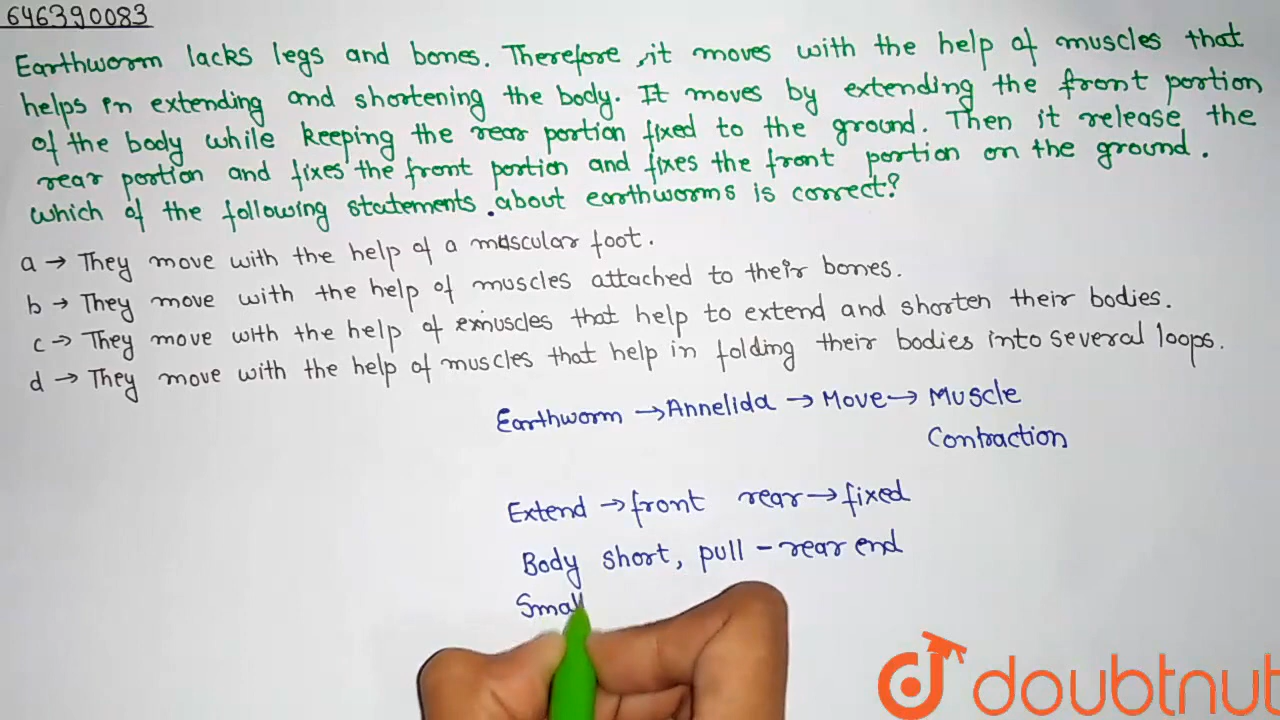 646390083
Earthworm lacks legs and bones. Therefore, it moves with the help of muscles that
helps in extending and shortening the body. It moves by extending the front portion
of the body while keeping the rear portion fixed to the ground. Then it release the
rear portion and fixes the front portion and fixes the front portion on the ground.
which of the following statements about earthworms is correct?
a → They move with the help of a muscular foot.
b → They move with the help of muscles attached to their bones.
c → They move with the help of muscles that help to extend and shorten their bodies.
d → They move with the help of muscles that help in folding their bodies into several loops.
Earthworm → Annelida → Move → Muscle
Contraction
Extend → front rear → fixed
Body short, pull - rear end
Smal
doubtnut